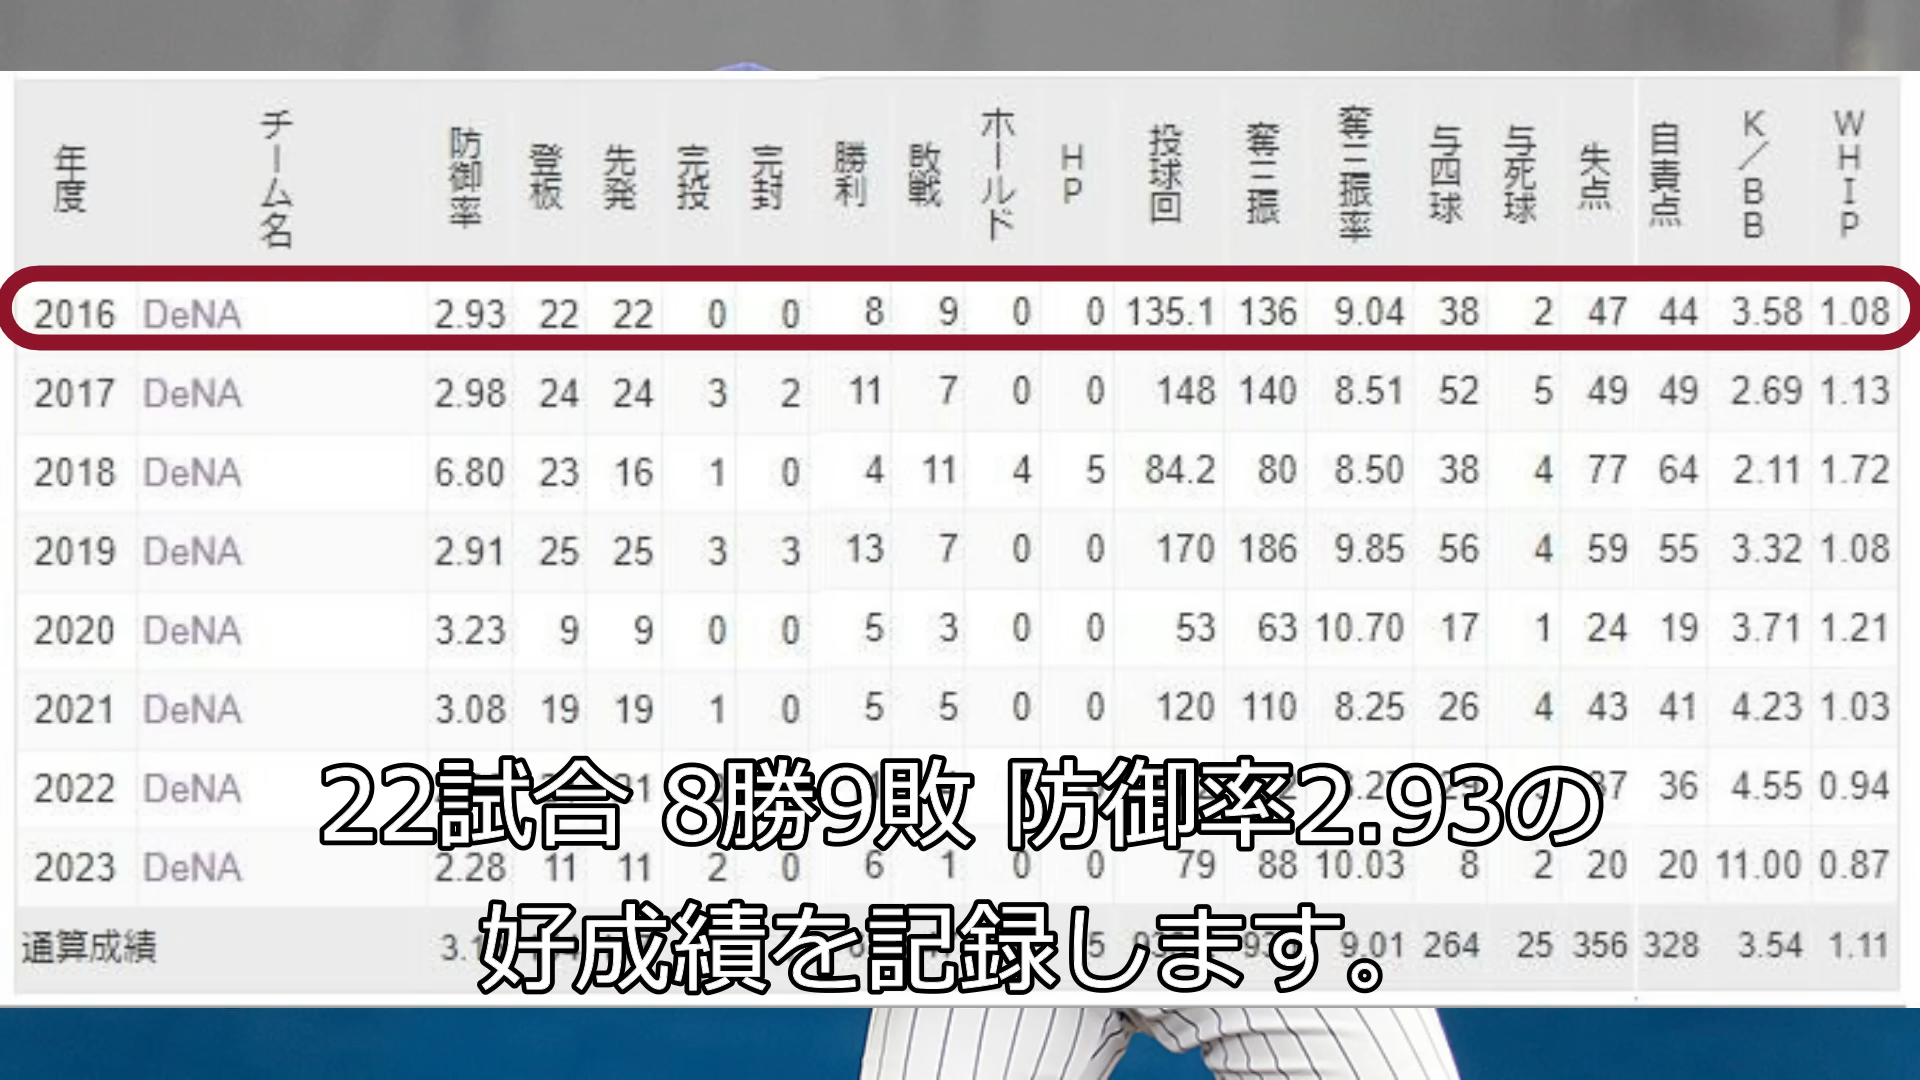 年度 チーム名 防御率 登板 先発 完投 完封 勝利 敗戦 ホールド HP 投球回 奪三振 奪三振率 与四球 与死球 失点 自責点 K/BB WHIP
2016 DeNA 2.93 22 22 0 0 8 9 0 0 135.1 136 9.04 38 2 47 44 3.58 1.08
2017 DeNA 2.98 24 24 3 2 11 7 0 0 148 140 8.51 52 5 49 49 2.69 1.13
2018 DeNA 6.80 23 16 1 0 4 11 4 5 84.2 80 8.50 38 4 77 64 2.11 1.72
2019 DeNA 2.91 25 25 3 3 13 7 0 0 170 186 9.85 56 4 59 55 3.32 1.08
2020 DeNA 3.23 9 9 0 0 5 3 0 0 53 63 10.70 17 1 24 19 3.71 1.21
2021 DeNA 3.08 19 19 1 0 5 5 0 0 120 110 8.25 26 4 43 41 4.23 1.03
2022 DeNA 36 4.55 0.94
22試合 8勝9敗 防御率2.93の
2023 DeNA 2.28 11 11 2 0 6 1 0 0 79 88 10.03 8 2 20 20 11.00 0.87
通算成績 9.01 264 25 356 328 3.54 1.11
好成績を記録します。